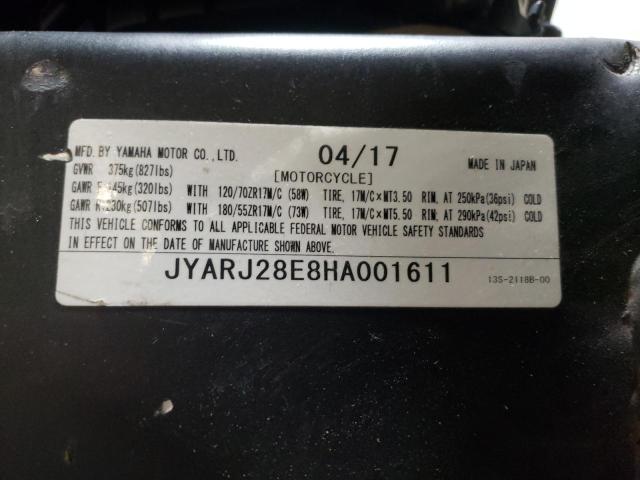 MFD. BY YAMAHA MOTOR CO., LTD. 04/17 MADE IN JAPAN
GVWR 375kg(827lbs) [MOTORCYCLE]
GAWR F 145kg(320lbs) WITH 120/70ZR17M/C (58W) TIRE, 17M/C×MT3.50 RIM, AT 250kPa(36psi) COLD
GAWR R 230kg(507lbs) WITH 180/55ZR17M/C (73W) TIRE, 17M/C×MT5.50 RIM, AT 290kPa(42psi) COLD
THIS VEHICLE CONFORMS TO ALL APPLICABLE FEDERAL MOTOR VEHICLE SAFETY STANDARDS
IN EFFECT ON THE DATE OF MANUFACTURE SHOWN ABOVE.
JYARJ28E8HA001611 13S-2118B-00